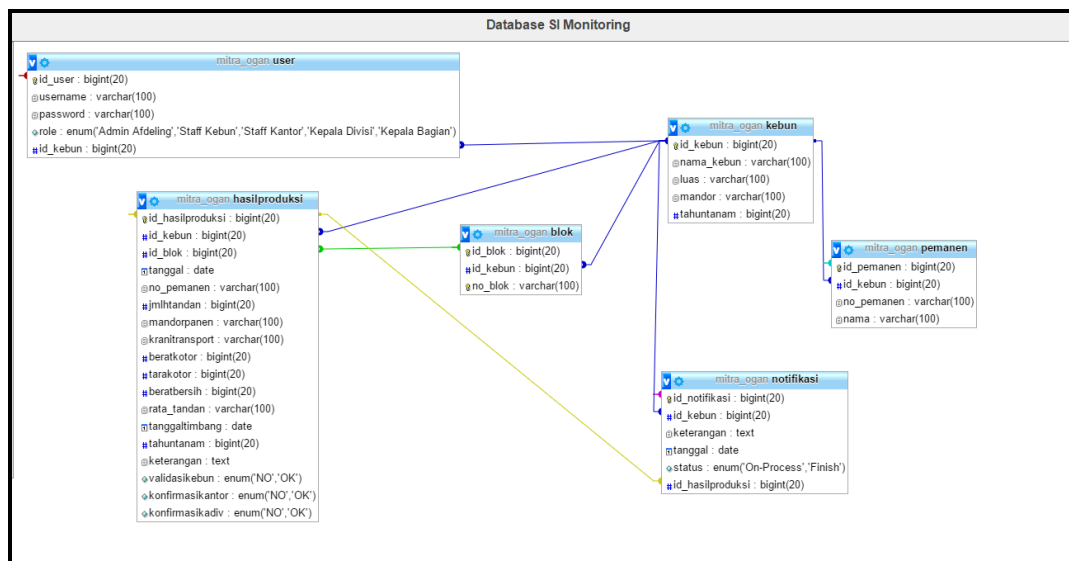 Database SI Monitoring
mitra_ogan user
id_user : bigint(20)
username : varchar(100)
password : varchar(100)
role : enum('Admin Afdeling','Staff Kebun','Staff Kantor','Kepala Divisi','Kepala Bagian')
id_kebun : bigint(20)
mitra_ogan kebun
id_kebun : bigint(20)
nama_kebun : varchar(100)
luas : varchar(100)
mandor : varchar(100)
tahuntanam : bigint(20)
mitra_ogan hasilproduksi
id_hasilproduksi : bigint(20)
id_kebun : bigint(20)
id_blok : bigint(20)
tanggal : date
no_pemanen : varchar(100)
jmlhtandan : bigint(20)
mandorpanen : varchar(100)
kranitransport : varchar(100)
beratkotor : bigint(20)
tarakotor : bigint(20)
beratbersih : bigint(20)
rata_tandan : varchar(100)
tanggaltimbang : date
tahuntanam : bigint(20)
keterangan : text
validasikebun : enum('NO','OK')
konfirmasikantor : enum('NO','OK')
konfirmasikadiv : enum('NO','OK')
mitra_ogan blok
id_blok : bigint(20)
id_kebun : bigint(20)
no_blok : varchar(100)
mitra_ogan pemanen
id_pemanen : bigint(20)
id_kebun : bigint(20)
no_pemanen : varchar(100)
nama : varchar(100)
mitra_ogan notifikasi
id_notifikasi : bigint(20)
id_kebun : bigint(20)
keterangan : text
tanggal : date
status : enum('On-Process','Finish')
id_hasilproduksi : bigint(20)